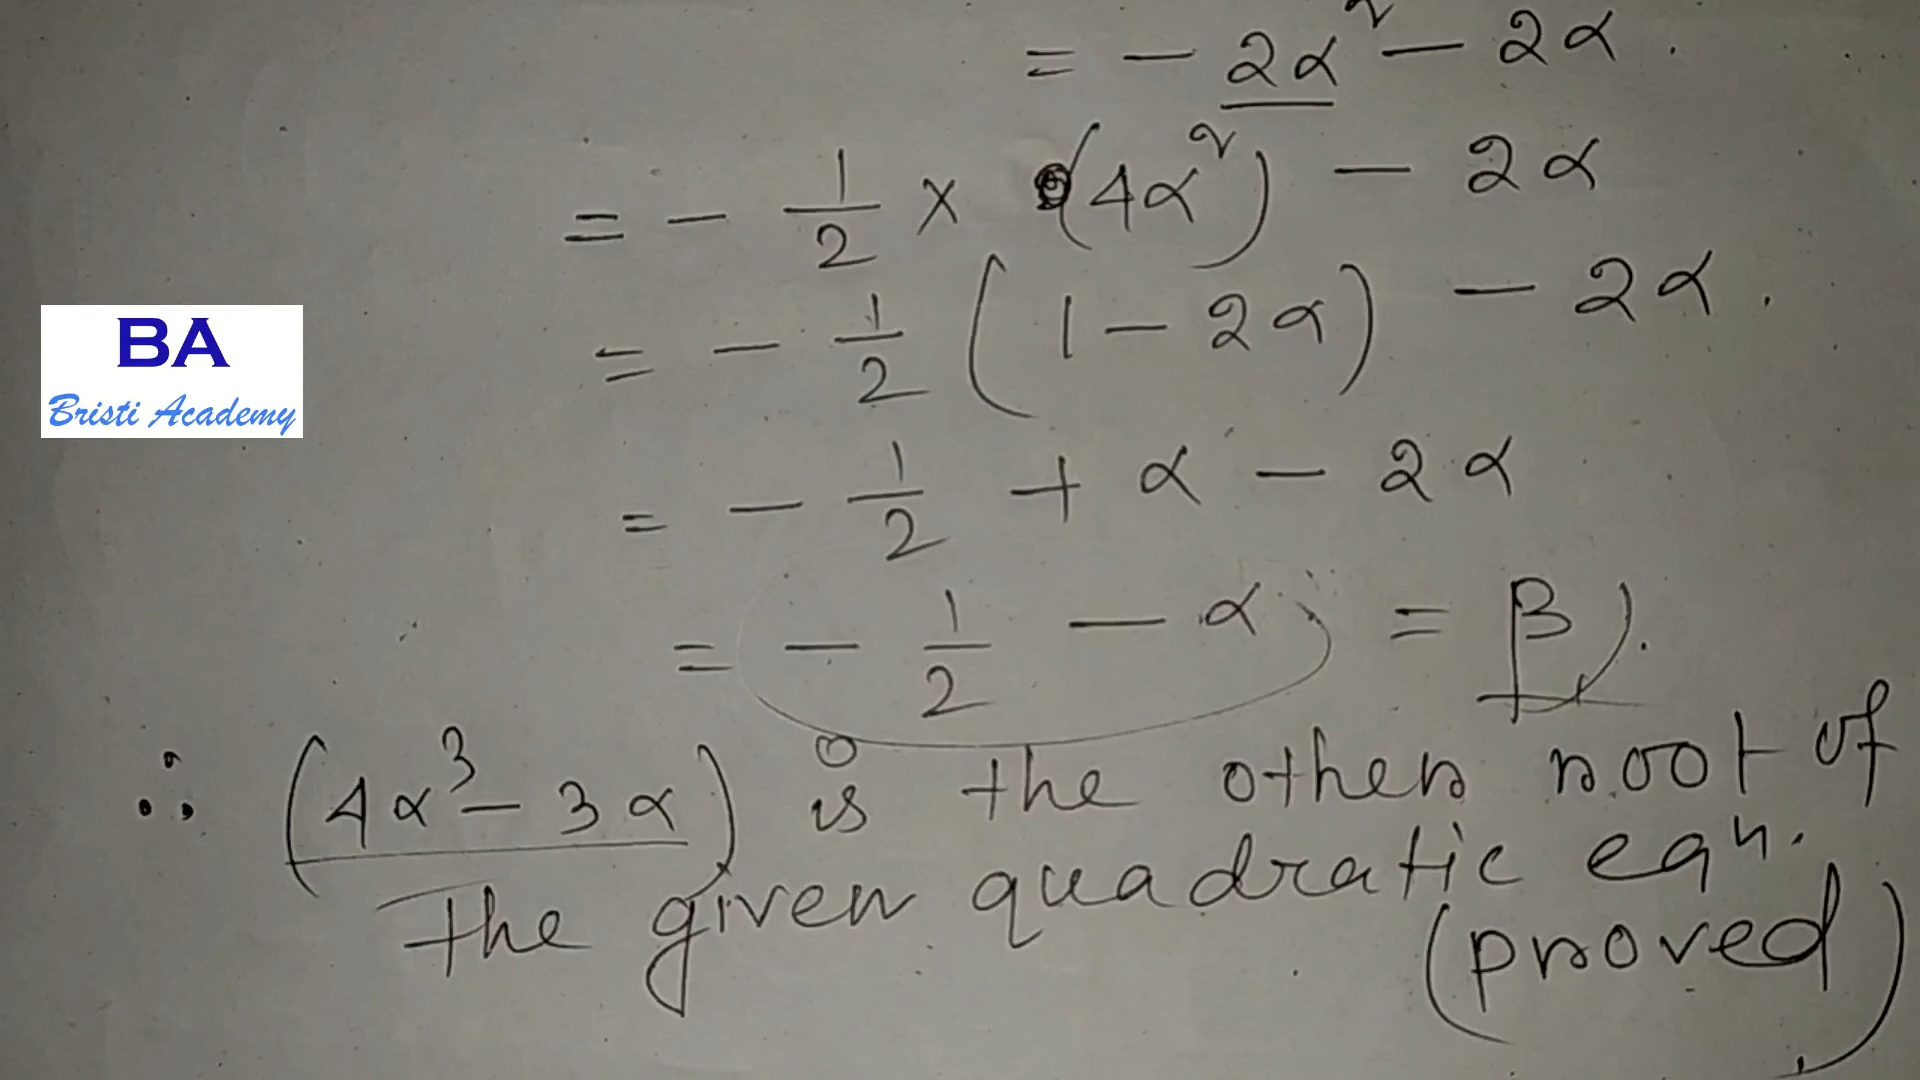 = - 2α² - 2α.
= - 1/2 × (4α²) - 2α
= - 1/2 (1 - 2α) - 2α.
BA
Bristi Academy
= - 1/2 + α - 2α
= - 1/2 - α = β).
∴ (4α³ - 3α) is the other root of
the given quadratic eqn.
(proved)